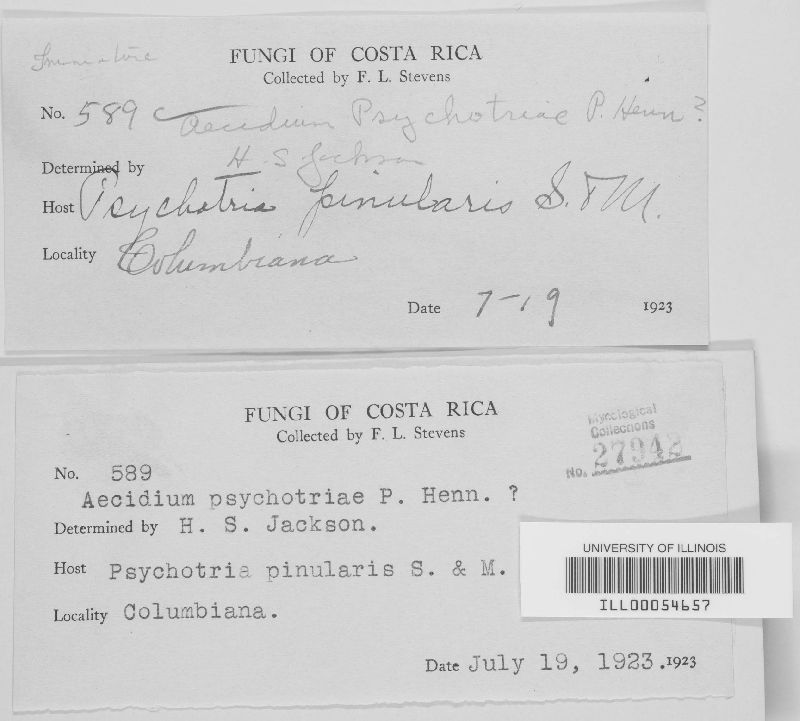 Immature
FUNGI OF COSTA RICA
Collected by F. L. Stevens
No. 589 Aecidium Psychotriae P. Henn ?
H. S. Jackson
Determined by
Host Psychotria pinularis S. & M.
Locality Columbiana
Date 7-19 1923
FUNGI OF COSTA RICA
Collected by F. L. Stevens
Mycological
Collections
No. 27942
No. 589
Aecidium psychotriae P. Henn. ?
Determined by H. S. Jackson.
Host Psychotria pinularis S. & M.
Locality Columbiana.
UNIVERSITY OF ILLINOIS
ILL00054657
Date July 19, 1923.1923